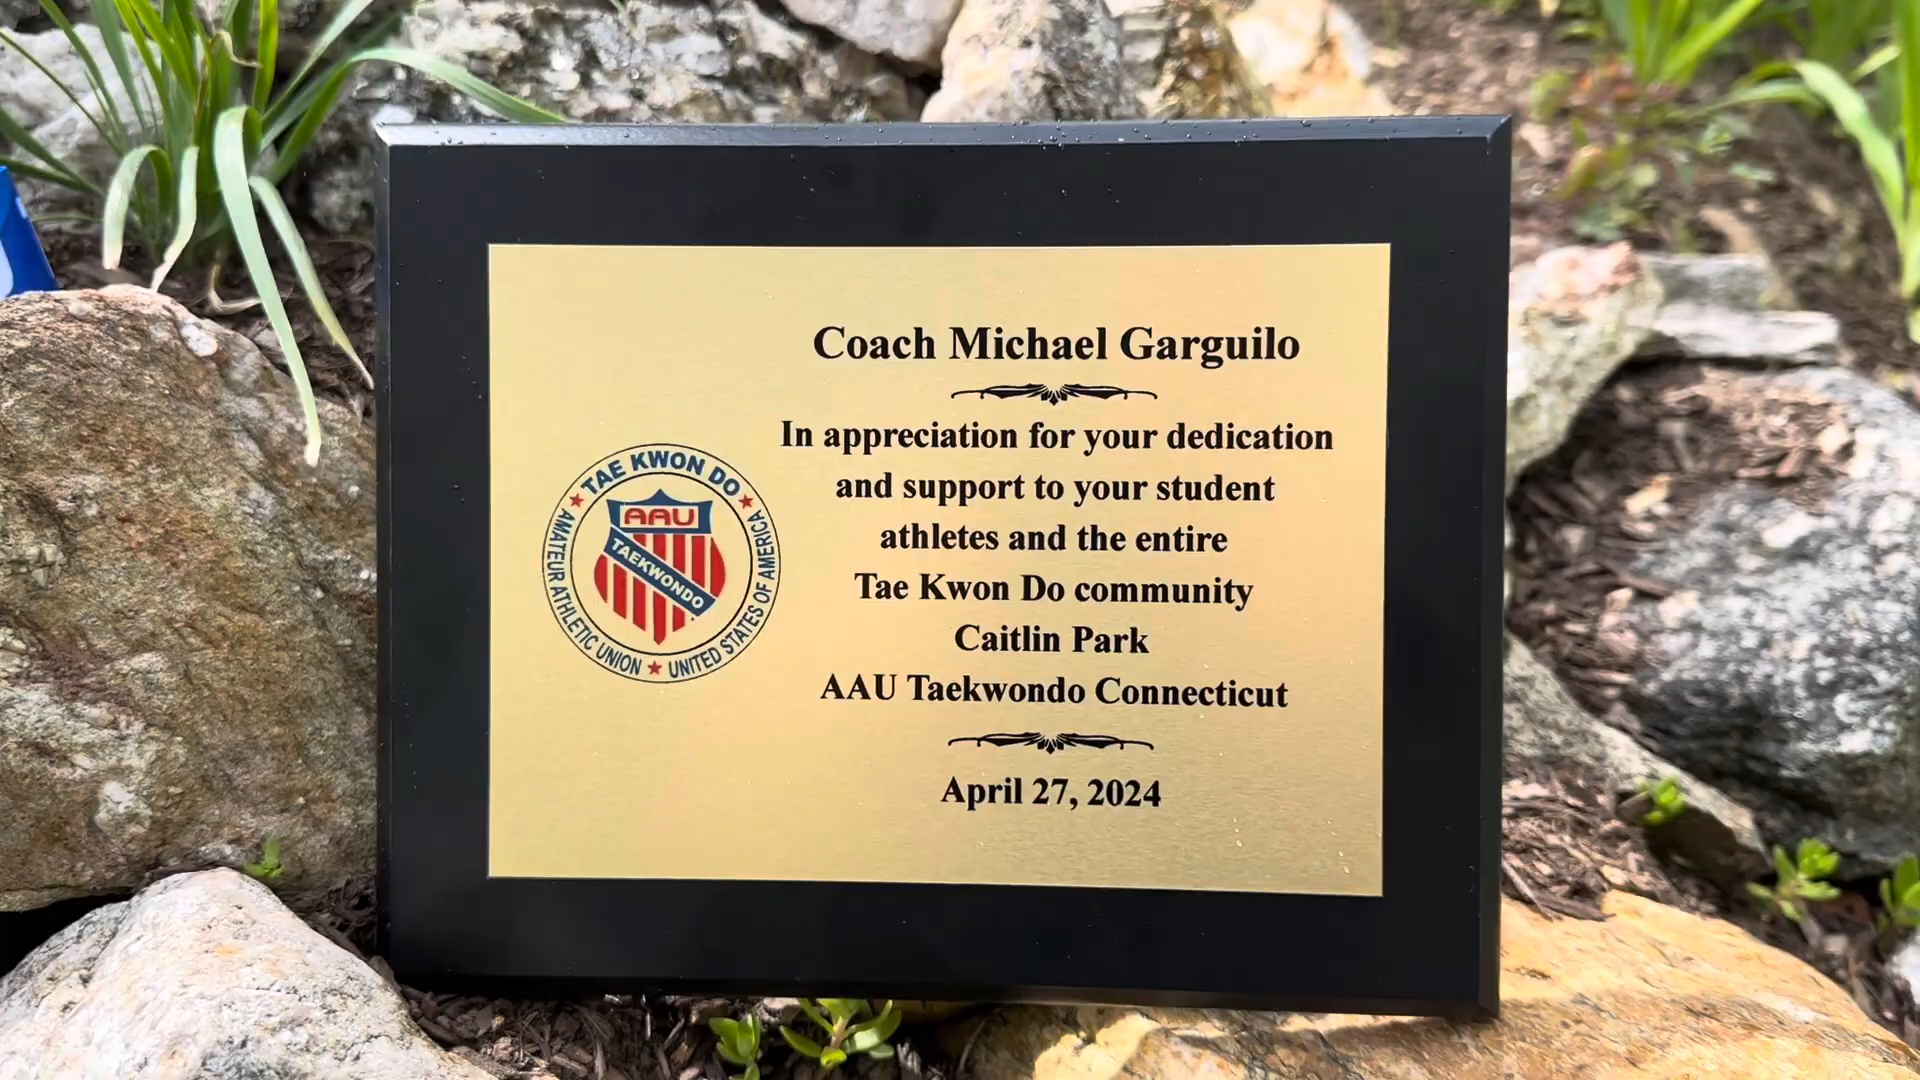 Coach Michael Garguilo
In appreciation for your dedication
and support to your student
athletes and the entire
Tae Kwon Do community
Caitlin Park
AAU Taekwondo Connecticut
April 27, 2024
TAE KWON DO
AMATEUR ATHLETIC UNION ★ UNITED STATES OF AMERICA
AAU
TAEKWONDO